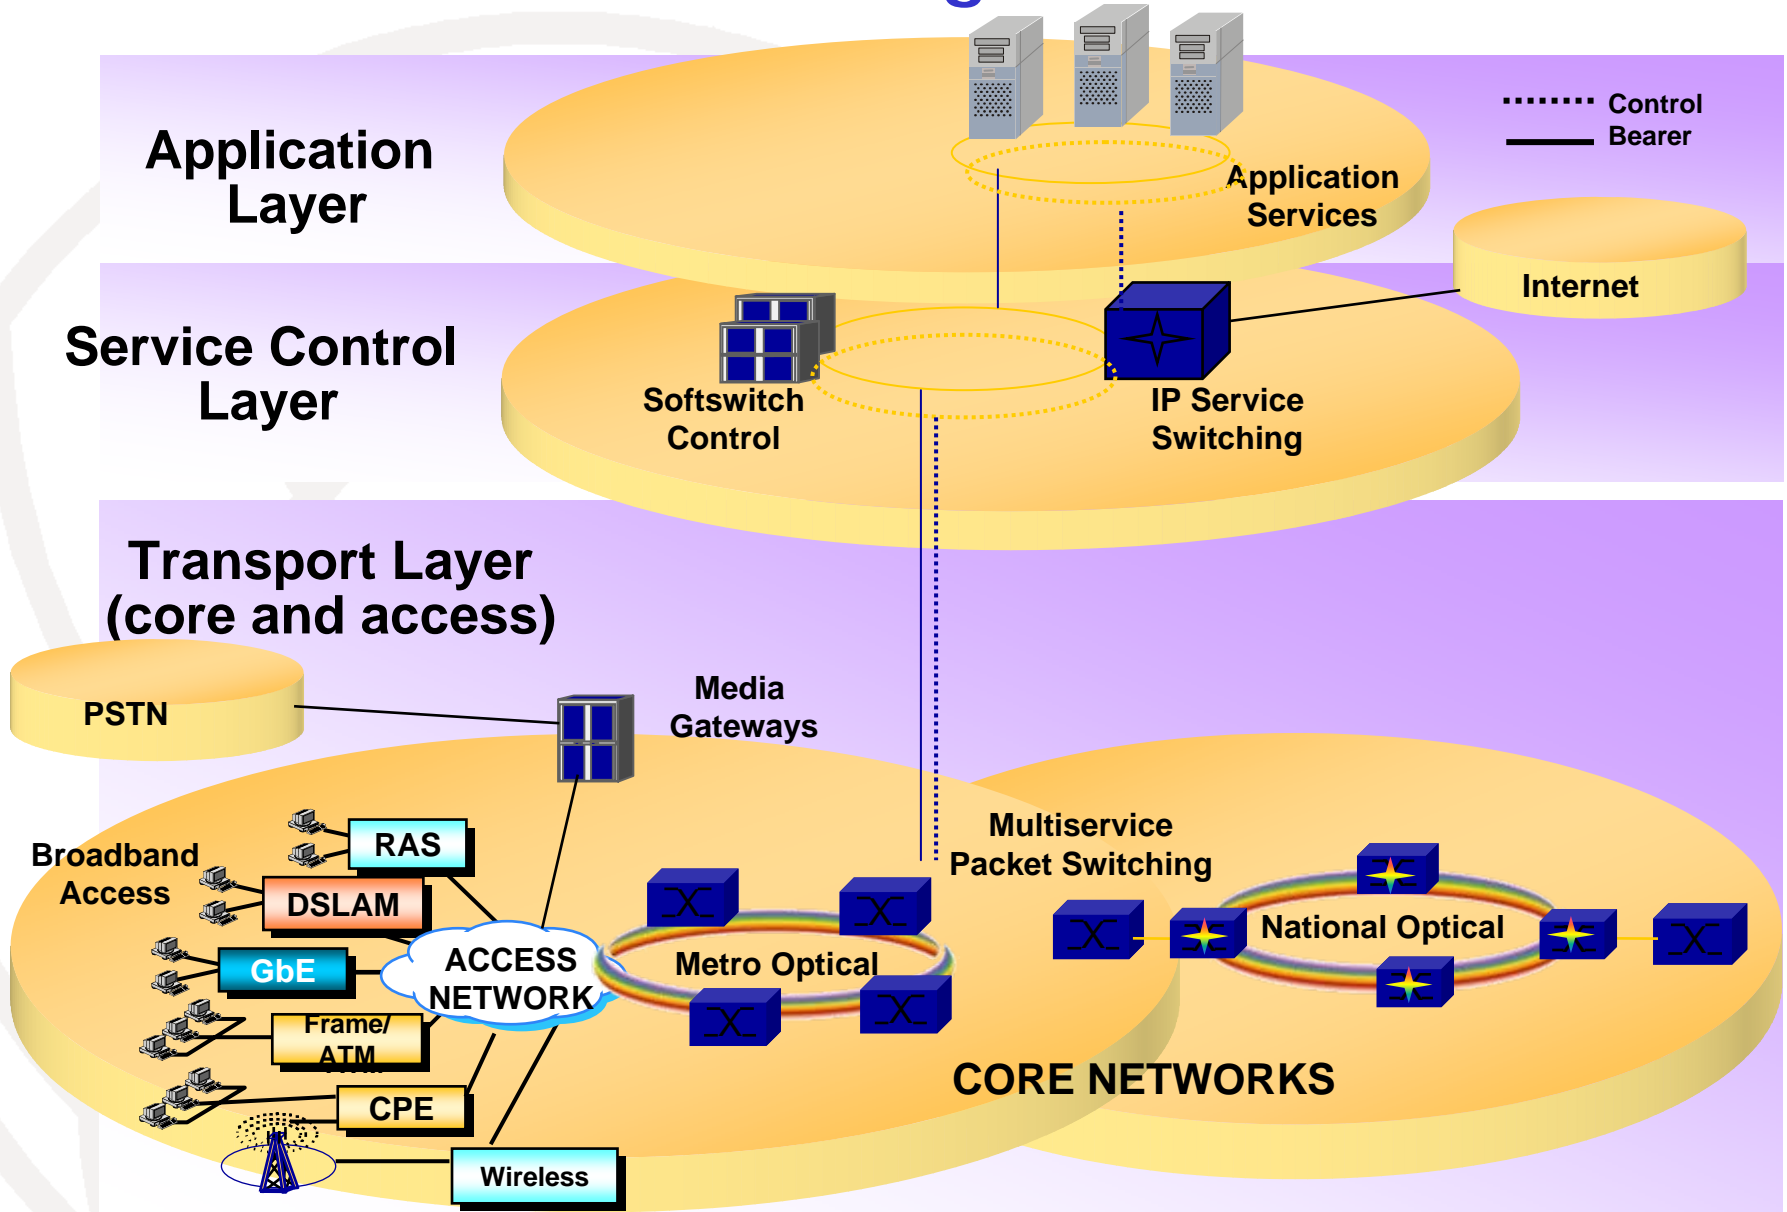 Application
Layer
Control
Bearer
Application
Services
Internet
Service Control
Layer
Softswitch
Control
IP Service
Switching
Transport Layer
(core and access)
PSTN
Media
Gateways
Broadband
Access
RAS
DSLAM
GbE
Frame/
ATM
CPE
Wireless
ACCESS
NETWORK
Metro Optical
Multiservice
Packet Switching
National Optical
CORE NETWORKS